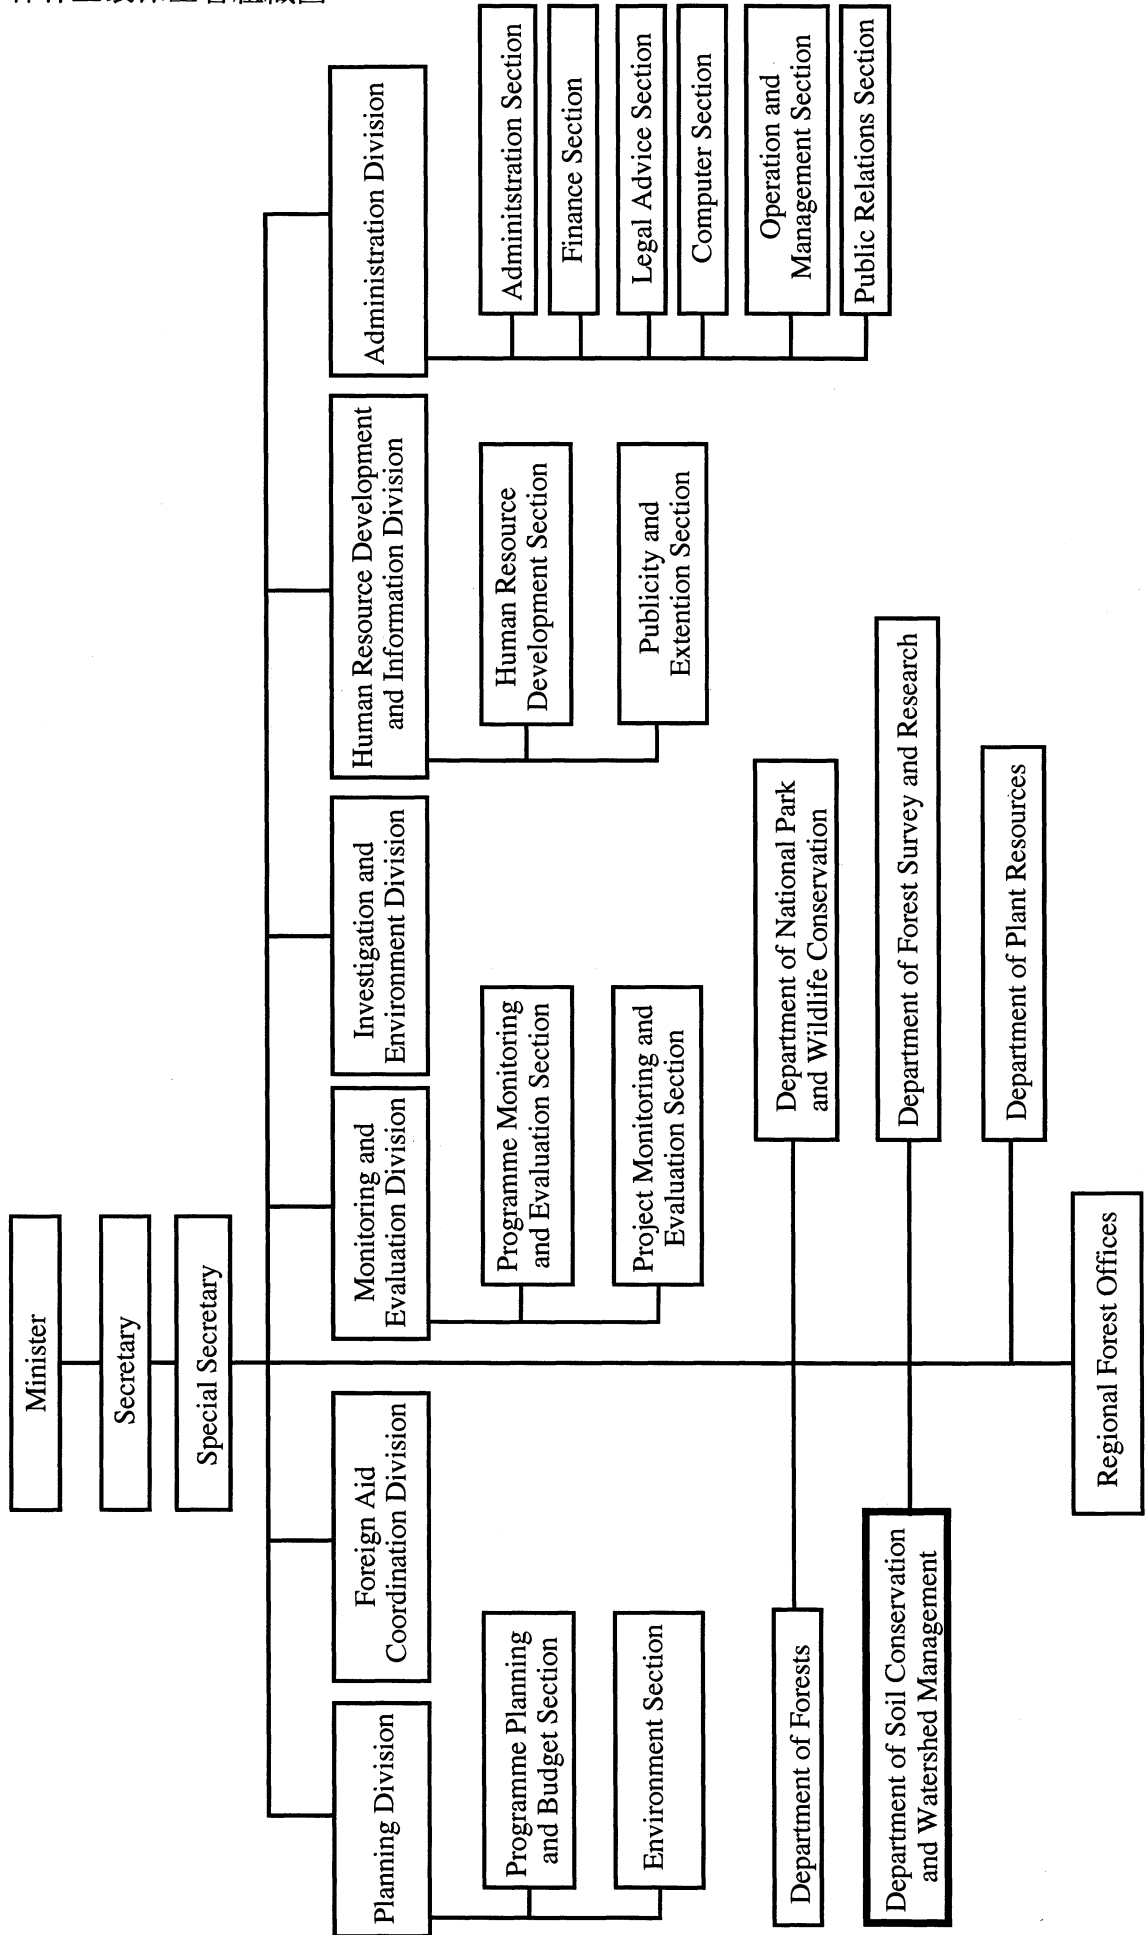 Minister
Secretary
Special Secretary
Planning Division
Programme Planning
and Budget Section
Environment Section
Foreign Aid
Coordination Division
Monitoring and
Evaluation Division
Programme Monitoring
and Evaluation Section
Project Monitoring and
Evaluation Section
Investigation and
Environment Division
Human Resource Development
and Information Division
Human Resource
Development Section
Publicity and
Extention Section
Administration Division
Adminitstration Section
Finance Section
Legal Advice Section
Computer Section
Operation and
Management Section
Public Relations Section
Department of Forests
Department of National Park
and Wildlife Conservation
Department of Soil Conservation
and Watershed Management
Department of Forest Survey and Research
Department of Plant Resources
Regional Forest Offices